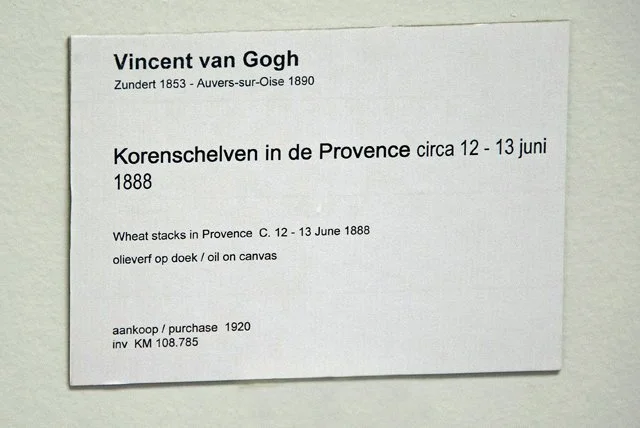 Vincent van Gogh
Zundert 1853 - Auvers-sur-Oise 1890
Korenschelven in de Provence circa 12 - 13 juni
1888
Wheat stacks in Provence C. 12 - 13 June 1888
olieverf op doek / oil on canvas
aankoop / purchase 1920
inv KM 108.785